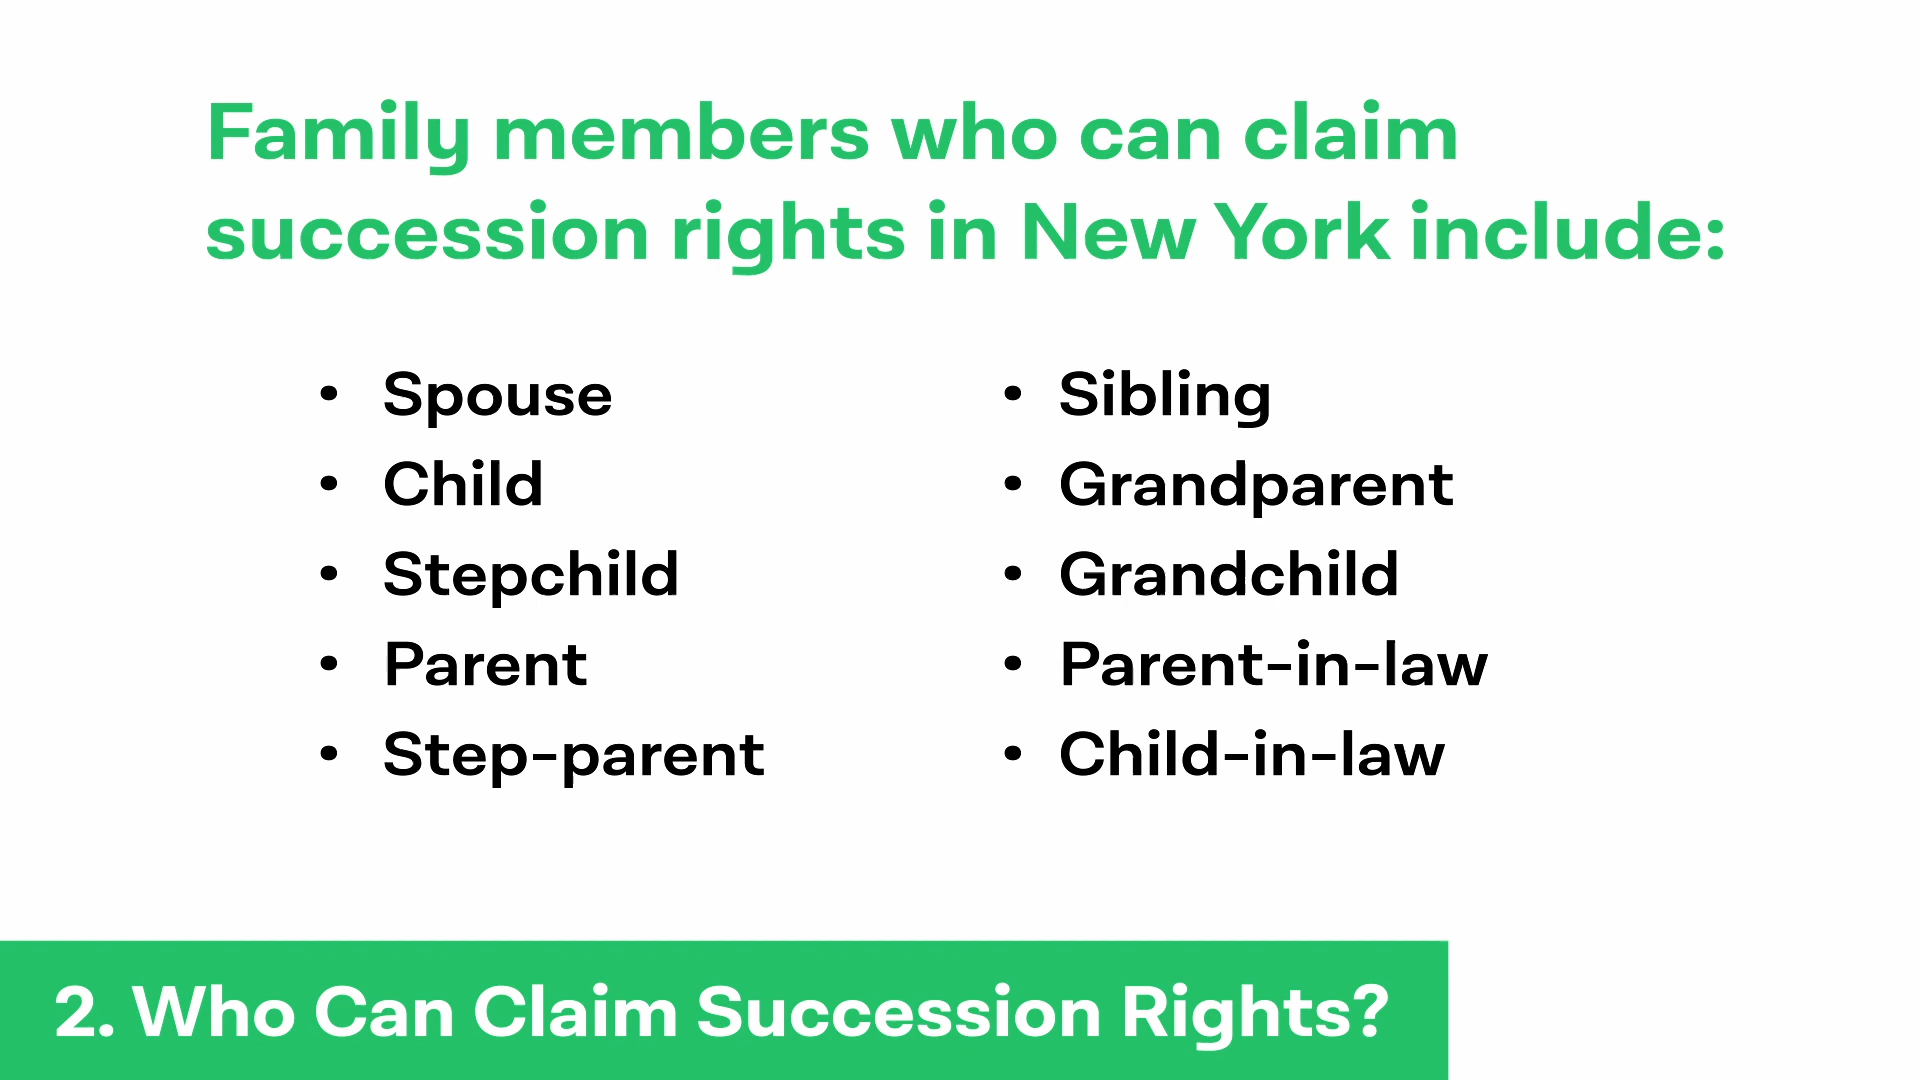 Family members who can claim
succession rights in New York include:
• Spouse
• Child
• Stepchild
• Parent
• Step-parent
• Sibling
• Grandparent
• Grandchild
• Parent-in-law
• Child-in-law
2. Who Can Claim Succession Rights?